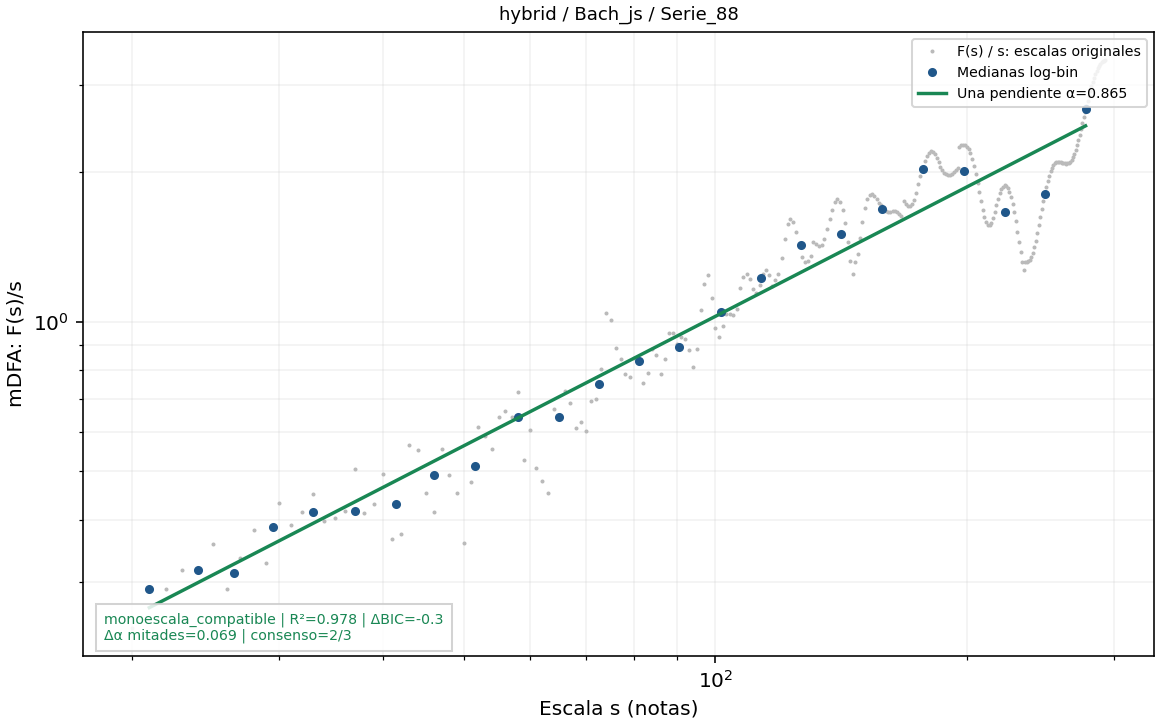 hybrid / Bach_js / Serie_88
F(s) / s: escalas originales
Medianas log-bin
Una pendiente α=0.865
mDFA: F(s)/s
10⁰
monoescala_compatible | R²=0.978 | ΔBIC=-0.3
Δα mitades=0.069 | consenso=2/3
10²
Escala s (notas)